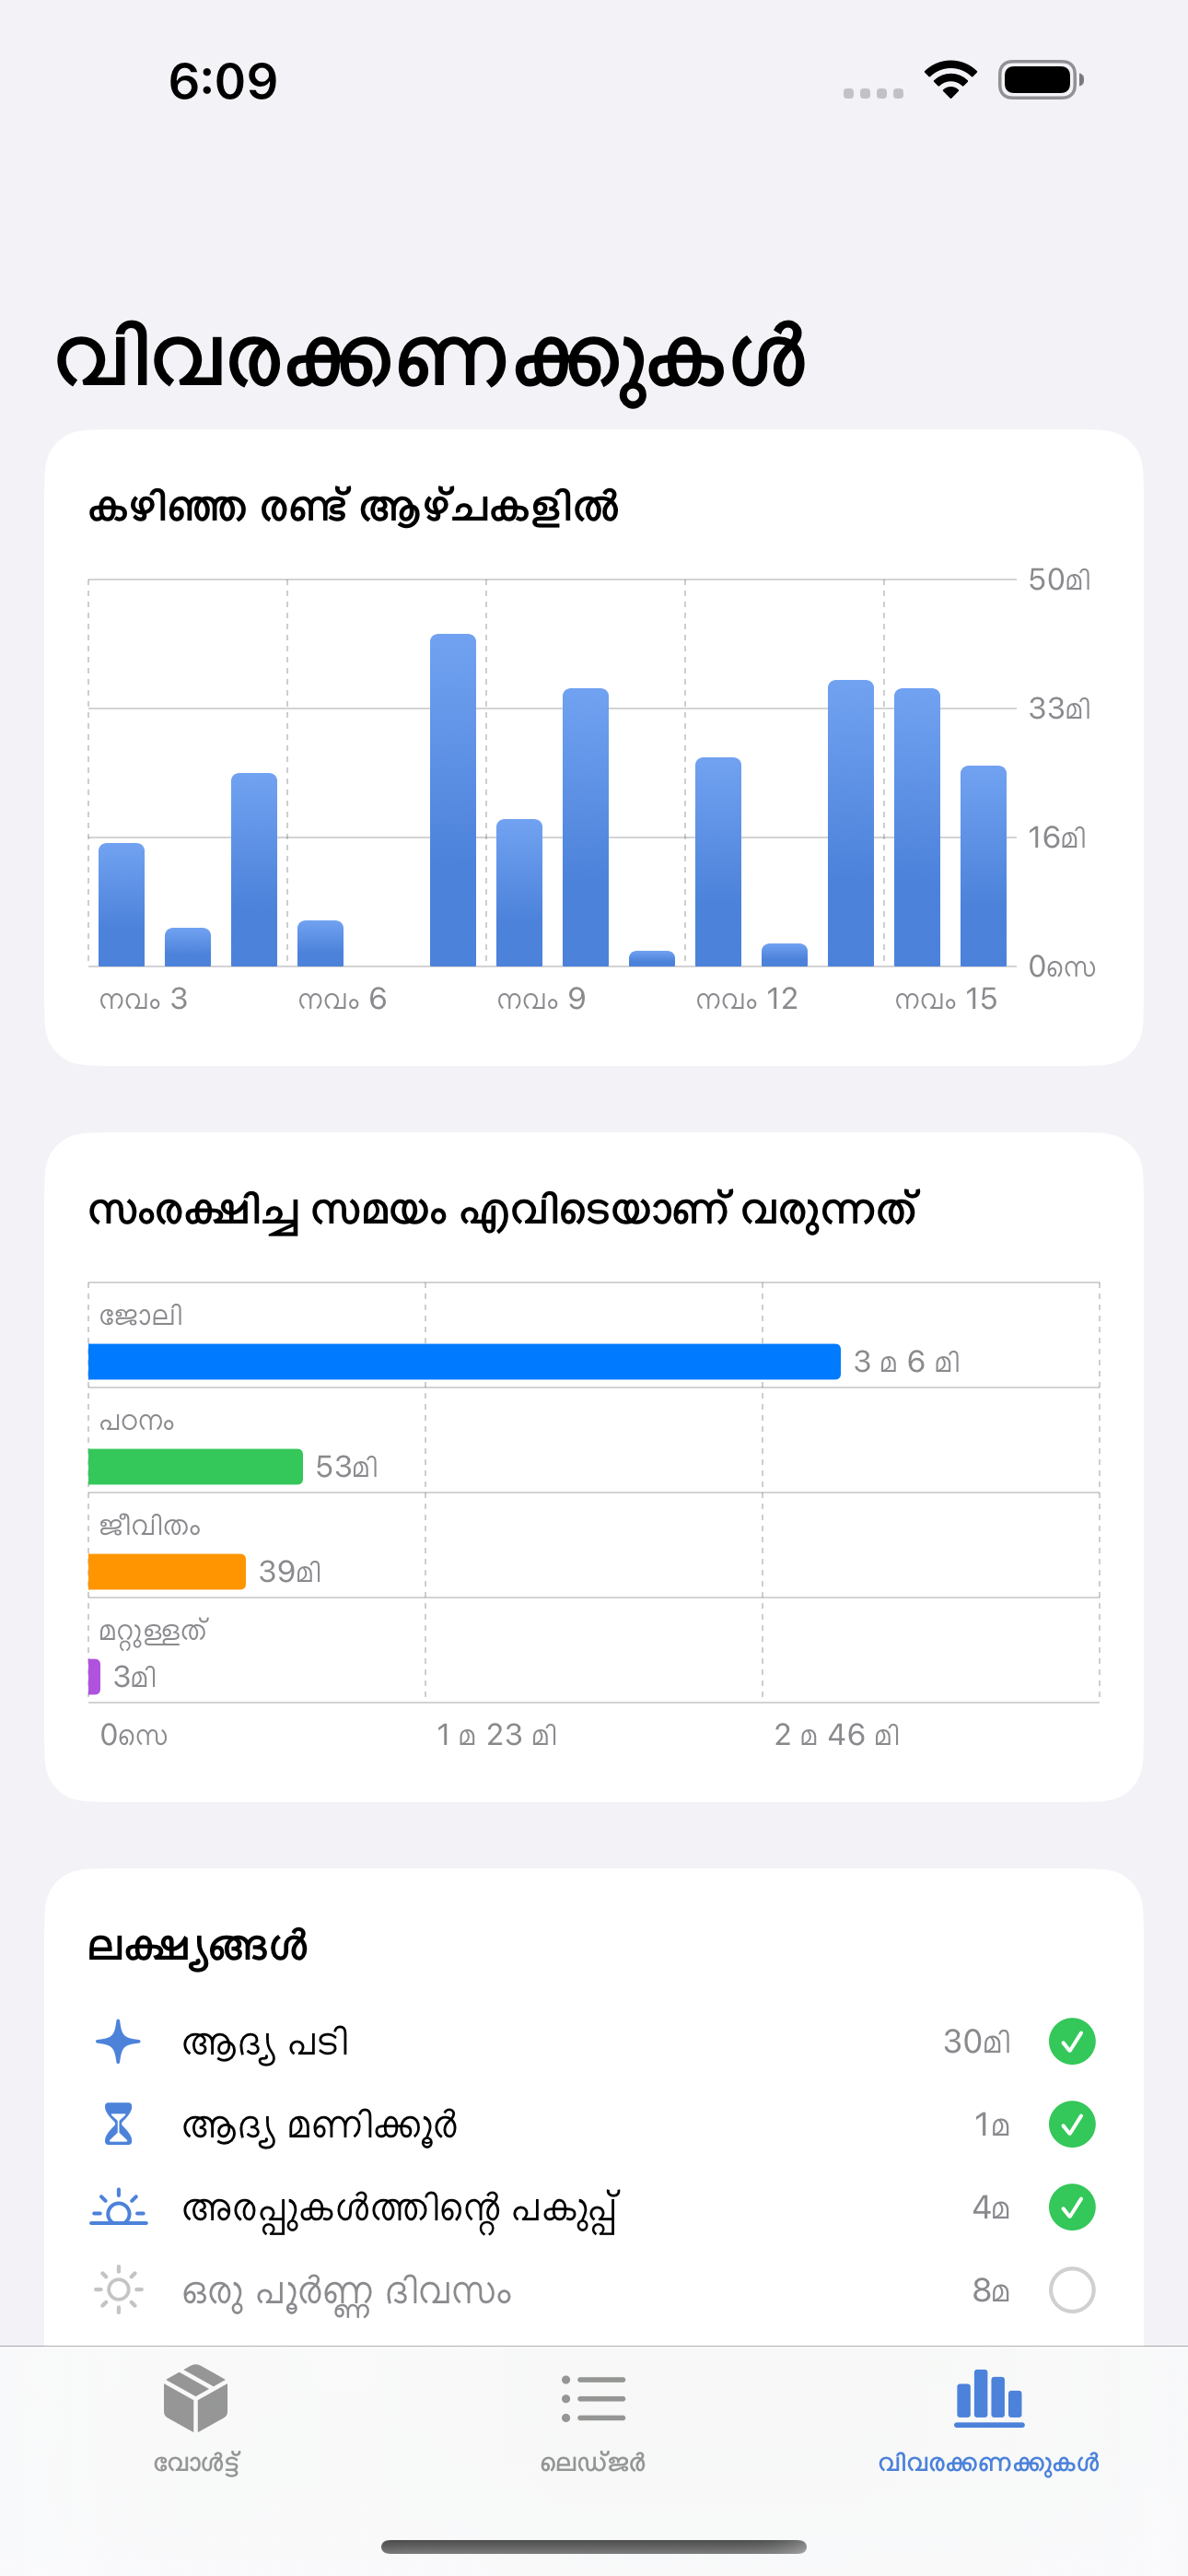 6:09
വിവരക്കണക്കുകൾ
കഴിഞ്ഞ രണ്ട് ആഴ്ചകളിൽ
50മി
33മി
16മി
0സെ
നവം 3 നവം 6 നവം 9 നവം 12 നവം 15
സംരക്ഷിച്ച സമയം എവിടെയാണ് വരുന്നത്
ജോലി
3 മ 6 മി
പഠനം
53മി
ജീവിതം
39മി
മറ്റുള്ളത്
3മി
0സെ 1 മ 23 മി 2 മ 46 മി
ലക്ഷ്യങ്ങൾ
ആദ്യ പടി 30മി
ആദ്യ മണിക്കൂർ 1മ
അരപ്പുകൾത്തിന്റെ പകുപ്പ് 4മ
ഒരു പൂർണ്ണ ദിവസം 8മ
വോൾട്ട് ലെഡ്ജർ വിവരക്കണക്കുകൾ